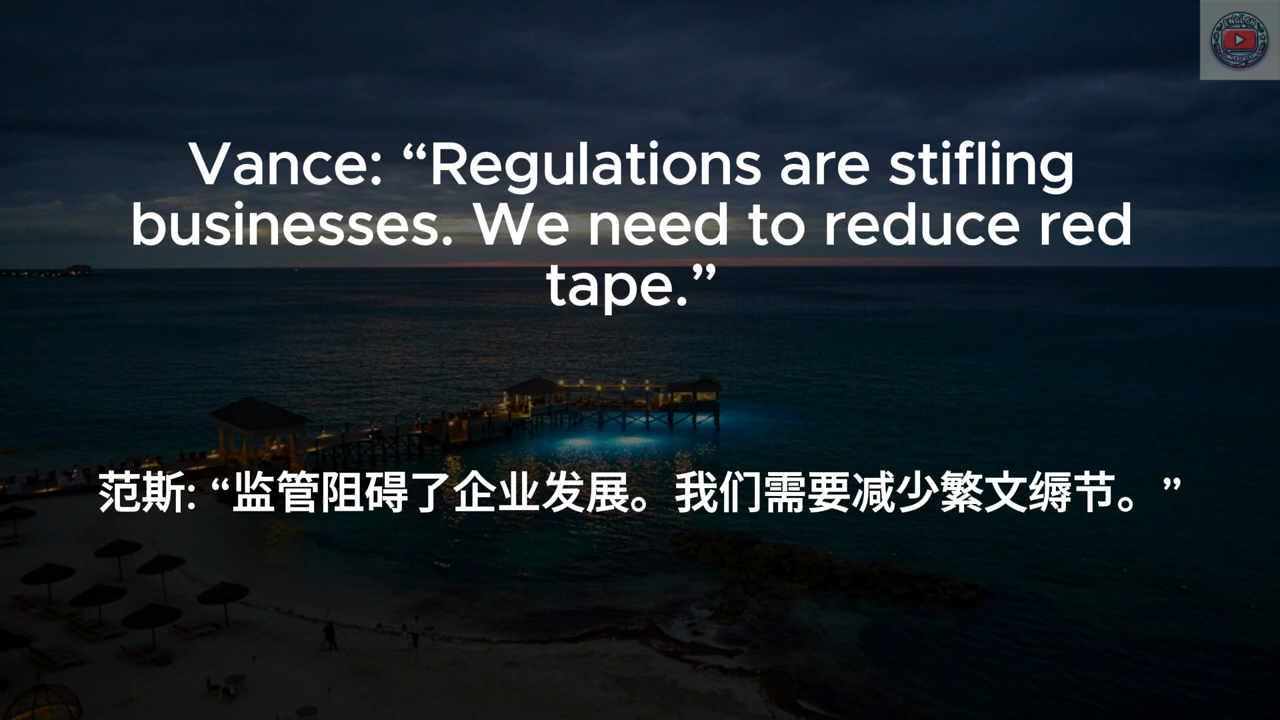 Vance: “Regulations are stifling
businesses. We need to reduce red
tape.”
范斯: “监管阻碍了企业发展。我们需要减少繁文缛节。”